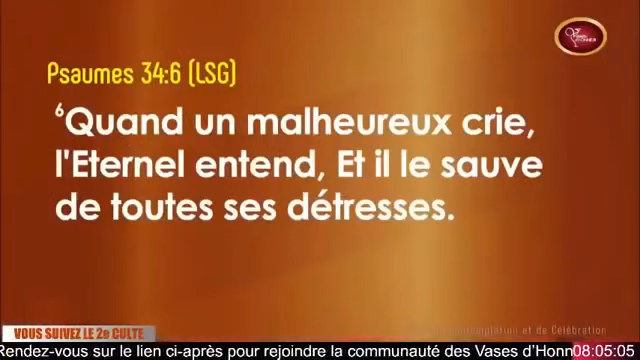 Psaumes 34:6 (LSG)
⁶Quand un malheureux crie,
l'Eternel entend, Et il le sauve
de toutes ses détresses.
VOUS SUIVEZ LE 2e CULTE
et de Célébration
Rendez-vous sur le lien ci-après pour rejoindre la communauté des Vases d'Honn
08:05:05